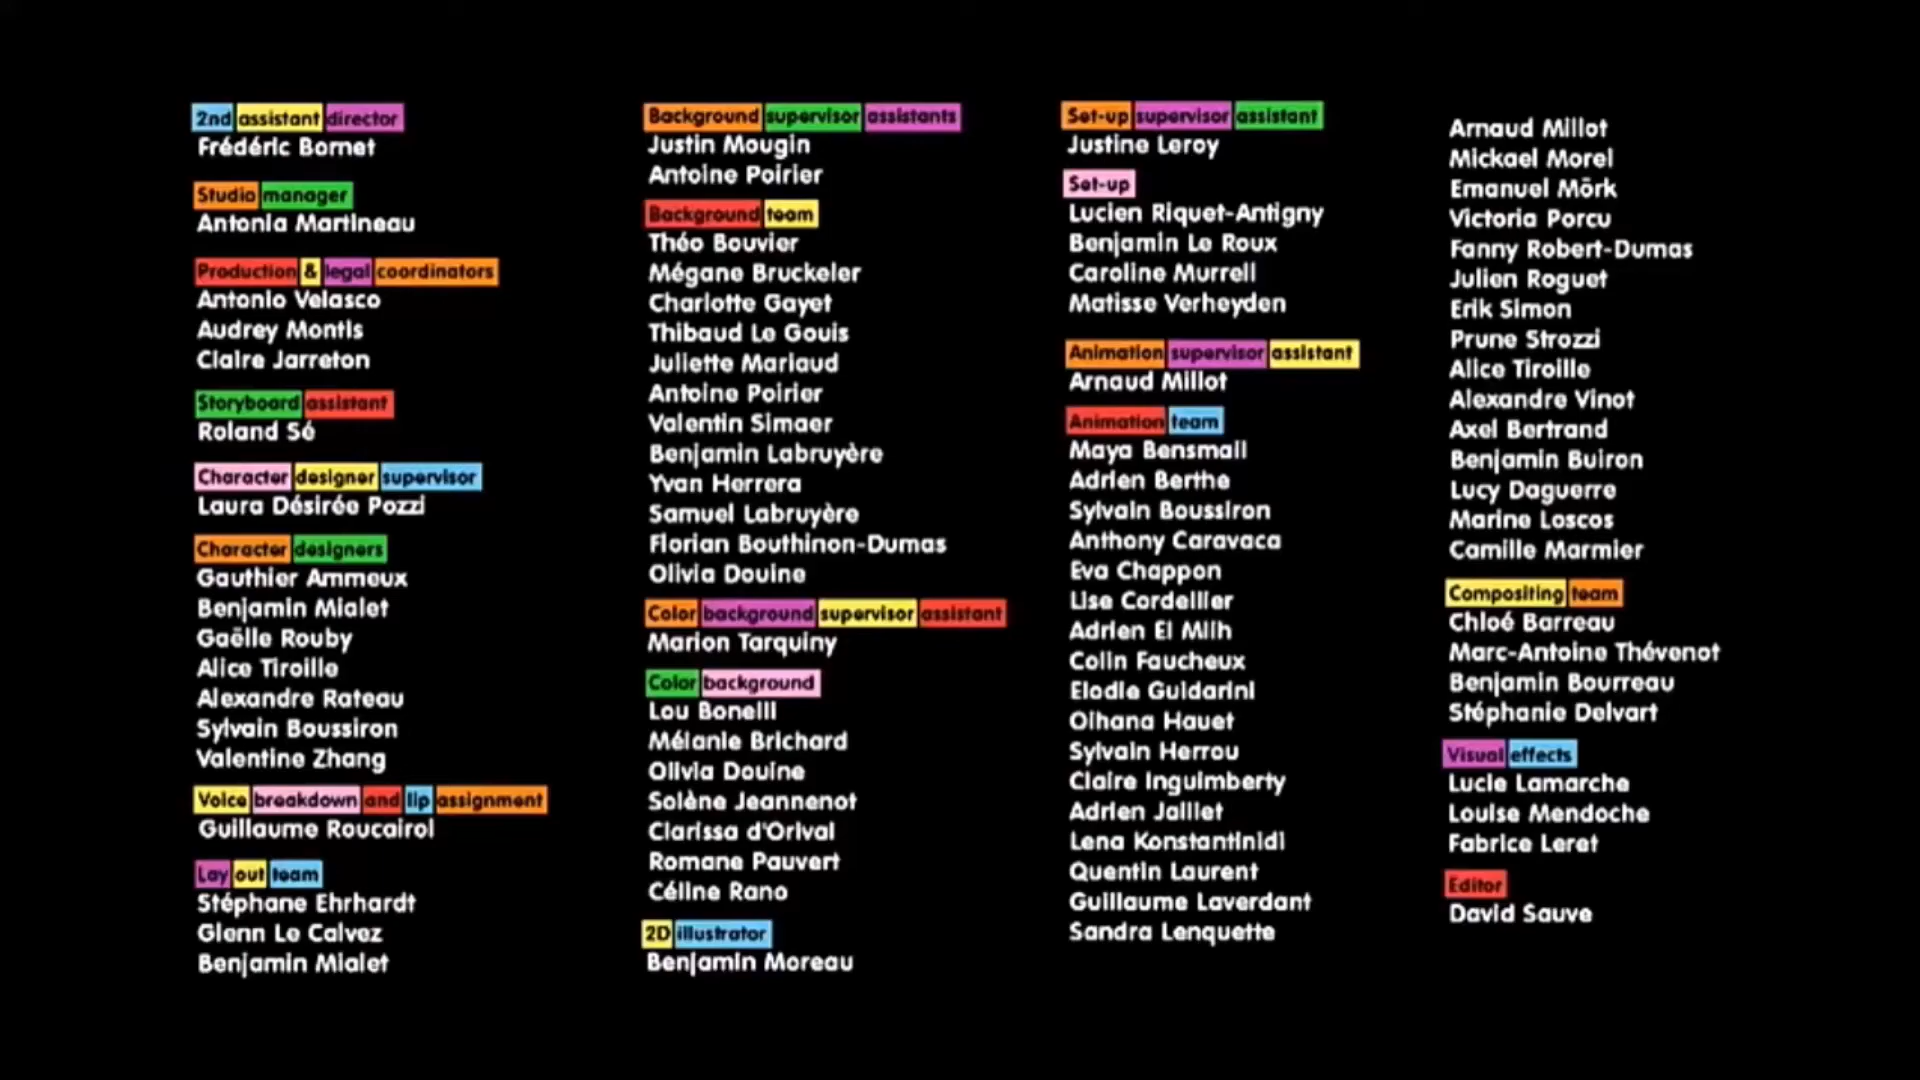 2nd assistant director
Frédéric Bornet
Studio manager
Antonia Martineau
Production & legal coordinators
Antonio Velasco
Audrey Montis
Claire Jarreton
Storyboard assistant
Roland Sé
Character designer supervisor
Laura Désirée Pozzi
Character designers
Gauthier Ammeux
Benjamin Mialet
Gaëlle Rouby
Alice Tiroille
Alexandre Rateau
Sylvain Boussiron
Valentine Zhang
Voice breakdown and lip assignment
Guillaume Roucairol
Lay out team
Stéphane Ehrhardt
Glenn Le Calvez
Benjamin Mialet
Background supervisor assistants
Justin Mougin
Antoine Poirier
Background team
Théo Bouvier
Mégane Bruckeler
Charlotte Gayet
Thibaud Le Gouis
Juliette Mariaud
Antoine Poirier
Valentin Simaer
Benjamin Labruyère
Yvan Herrera
Samuel Labruyère
Florian Bouthinon-Dumas
Olivia Douine
Color background supervisor assistant
Marion Tarquiny
Color background
Lou Bonelli
Mélanie Brichard
Olivia Douine
Solène Jeannenot
Clarissa d'Orival
Romane Pauvert
Céline Rano
2D illustrator
Benjamin Moreau
Set-up supervisor assistant
Justine Leroy
Set-up
Lucien Riquet-Antigny
Benjamin Le Roux
Caroline Murrell
Matisse Verheyden
Animation supervisor assistant
Arnaud Millot
Animation team
Maya Bensmail
Adrien Berthe
Sylvain Boussiron
Anthony Caravaca
Eva Chappon
Lise Cordellier
Adrien El Milh
Colin Faucheux
Elodie Guidarini
Oihana Hauet
Sylvain Herrou
Claire Inguimberty
Adrien Jaillet
Lena Konstantinidi
Quentin Laurent
Guillaume Laverdant
Sandra Lenquette
Arnaud Millot
Mickael Morel
Emanuel Mörk
Victoria Porcu
Fanny Robert-Dumas
Julien Roguet
Erik Simon
Prune Strozzi
Alice Tiroille
Alexandre Vinot
Axel Bertrand
Benjamin Buiron
Lucy Daguerre
Marine Loscos
Camille Marmier
Compositing team
Chloé Barreau
Marc-Antoine Thévenot
Benjamin Bourreau
Stéphanie Delvart
Visual effects
Lucie Lamarche
Louise Mendoche
Fabrice Leret
Editor
David Sauve